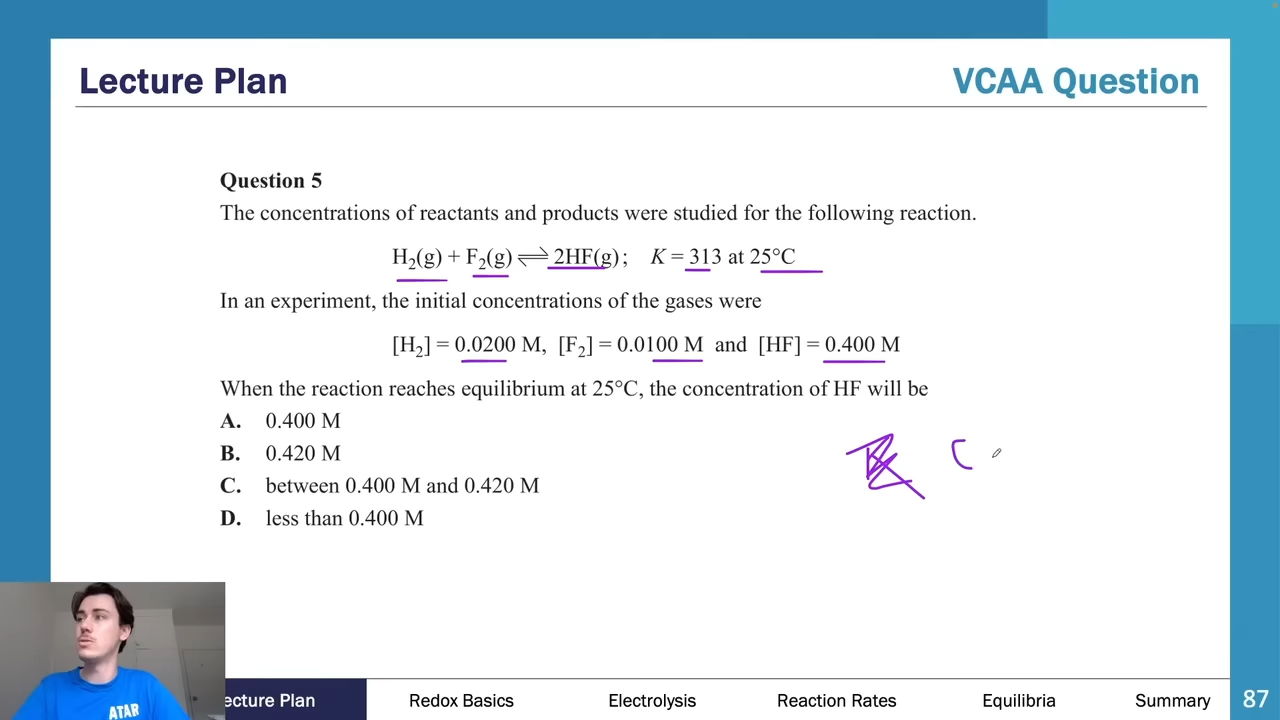 Lecture Plan
VCAA Question
Question 5
The concentrations of reactants and products were studied for the following reaction.
H₂(g) + F₂(g) ⇌ 2HF(g); K = 313 at 25°C
In an experiment, the initial concentrations of the gases were
[H₂] = 0.0200 M, [F₂] = 0.0100 M and [HF] = 0.400 M
When the reaction reaches equilibrium at 25°C, the concentration of HF will be
A. 0.400 M
B. 0.420 M
C. between 0.400 M and 0.420 M
D. less than 0.400 M
ATAR
ecture Plan Redox Basics Electrolysis Reaction Rates Equilibria Summary 87